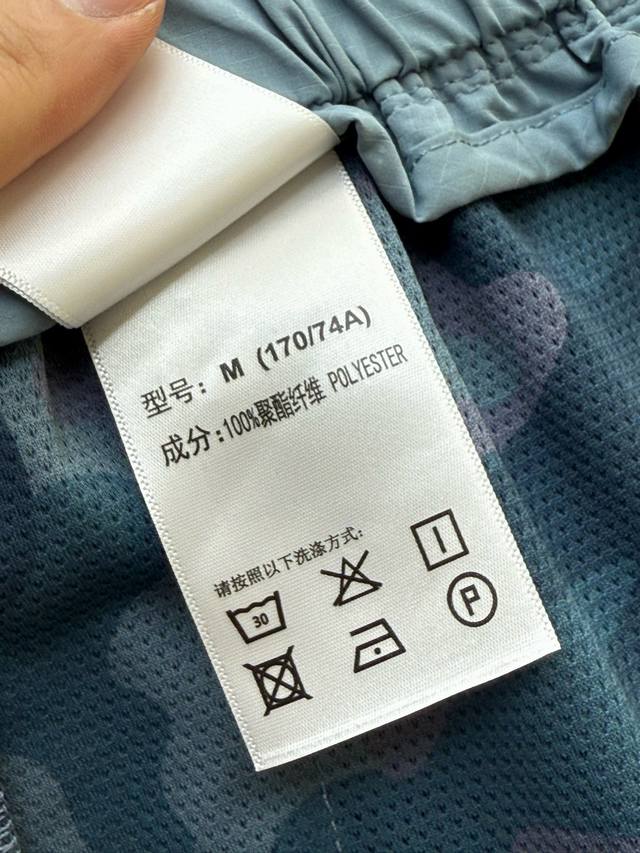 型号: M (170/74A)
成分:100%聚酯纤维 POLYESTER
请按照以下洗涤方式:
30
P